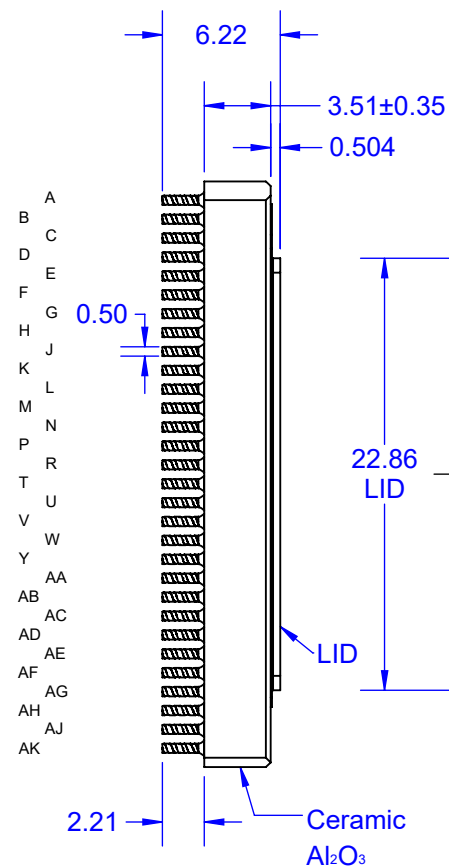 6.22
3.51±0.35
0.504
A
B
C
D
E
F
G
0.50
H
J
K
L
M
N
P
R
22.86
LID
T
U
V
W
Y
AA
AB
AC
AD
AE
LID
AF
AG
AH
AJ
AK
2.21
Ceramic
Al₂O₃